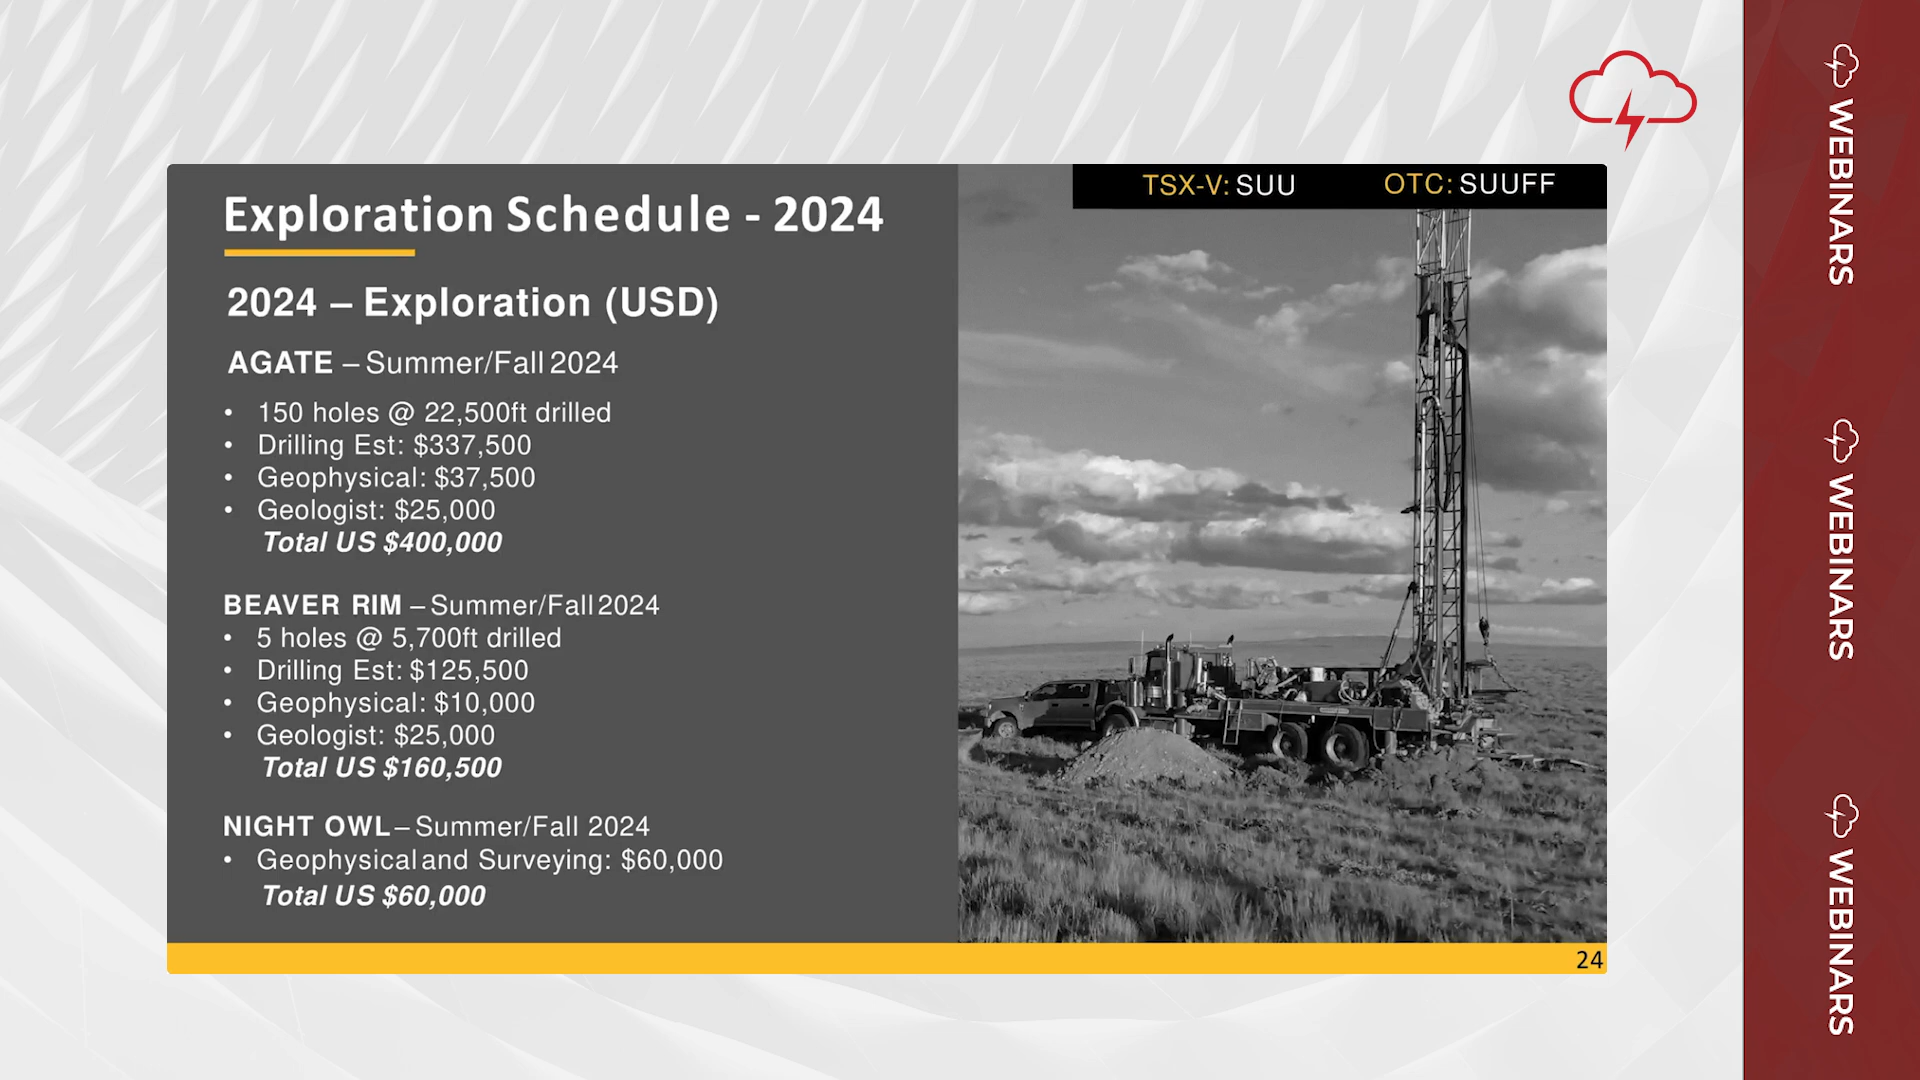 TSX-V: SUU OTC: SUUFF
Exploration Schedule - 2024
2024 – Exploration (USD)
AGATE – Summer/Fall 2024
• 150 holes @ 22,500ft drilled
• Drilling Est: $337,500
• Geophysical: $37,500
• Geologist: $25,000
Total US $400,000
BEAVER RIM – Summer/Fall 2024
• 5 holes @ 5,700ft drilled
• Drilling Est: $125,500
• Geophysical: $10,000
• Geologist: $25,000
Total US $160,500
NIGHT OWL – Summer/Fall 2024
• Geophysical and Surveying: $60,000
Total US $60,000
24
WEBINARS
WEBINARS
WEBINARS